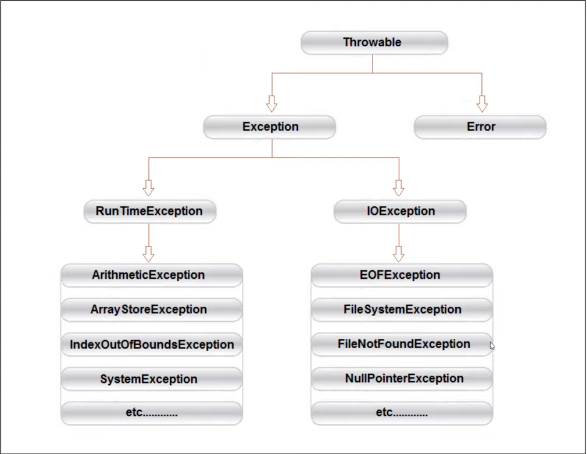 Throwable
Exception
Error
RunTimeException
IOException
ArithmeticException
EOFException
ArrayStoreException
FileSystemException
IndexOutOfBoundsException
FileNotFoundException
SystemException
NullPointerException
etc............
etc............